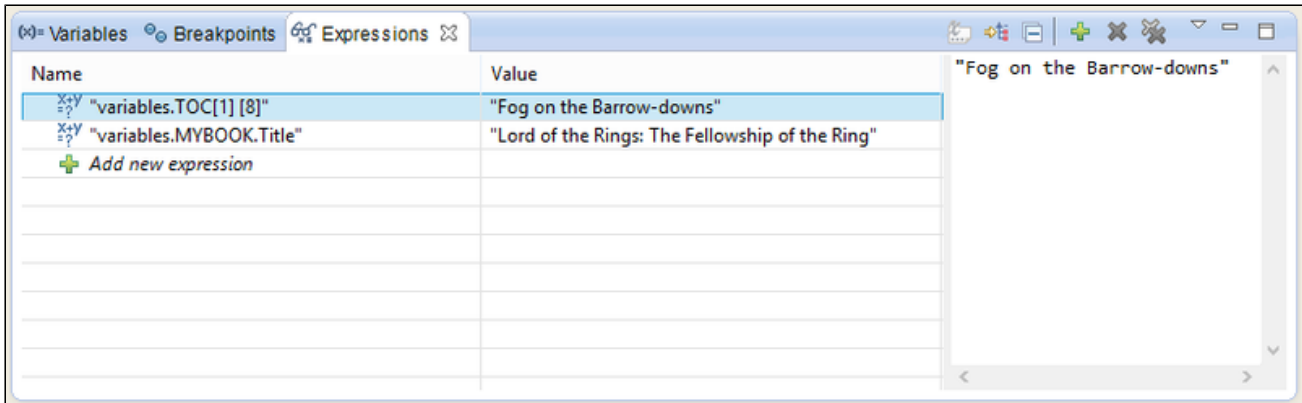 (x)= Variables Breakpoints Expressions
Name Value
"variables.TOC[1] [8]" "Fog on the Barrow-downs"
"variables.MYBOOK.Title" "Lord of the Rings: The Fellowship of the Ring"
Add new expression
"Fog on the Barrow-downs"